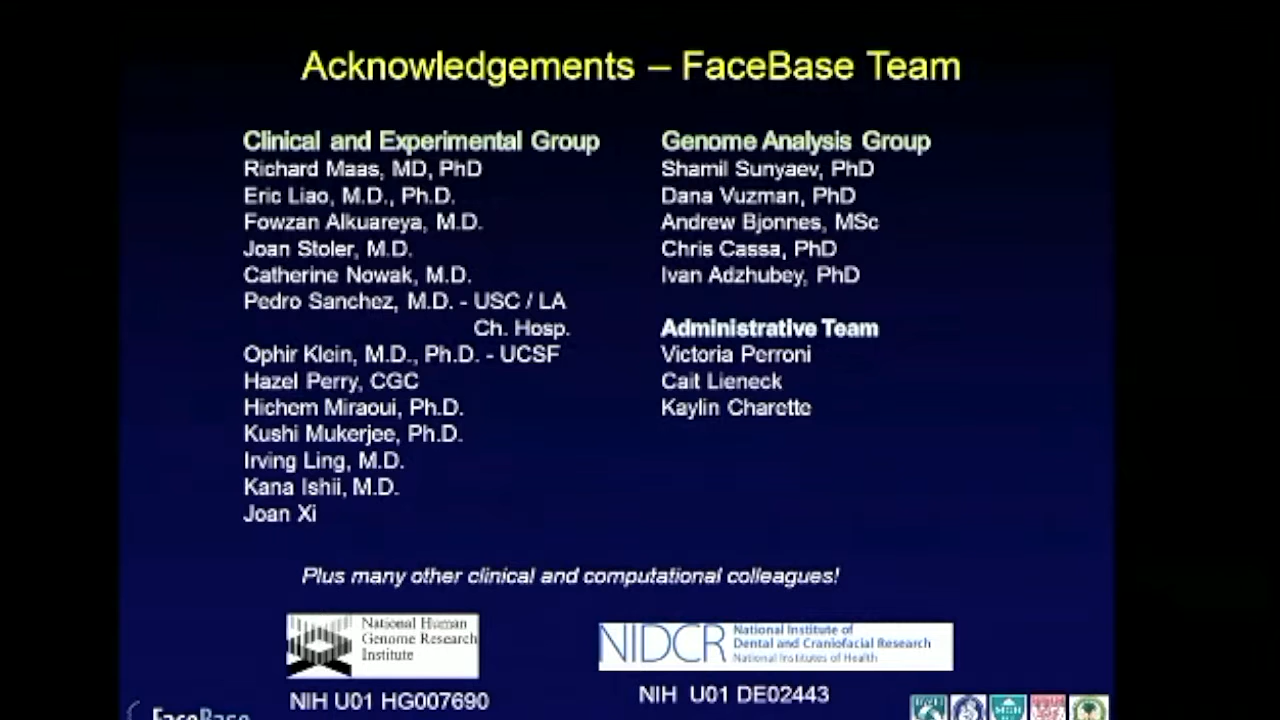 Acknowledgements – FaceBase Team
Clinical and Experimental Group
Richard Maas, MD, PhD
Eric Liao, M.D., Ph.D.
Fowzan Alkuareya, M.D.
Joan Stoler, M.D.
Catherine Nowak, M.D.
Pedro Sanchez, M.D. - USC / LA
Ch. Hosp.
Ophir Klein, M.D., Ph.D. - UCSF
Hazel Perry, CGC
Hichem Miraoui, Ph.D.
Kushi Mukerjee, Ph.D.
Irving Ling, M.D.
Kana Ishii, M.D.
Joan Xi
Genome Analysis Group
Shamil Sunyaev, PhD
Dana Vuzman, PhD
Andrew Bjonnes, MSc
Chris Cassa, PhD
Ivan Adzhubey, PhD
Administrative Team
Victoria Perroni
Cait Lieneck
Kaylin Charette
Plus many other clinical and computational colleagues!
National Human
Genome Research
Institute
NIH U01 HG007690
NIDCR
National Institute of
Dental and Craniofacial Research
National Institutes of Health
NIH U01 DE02443
FaceBase